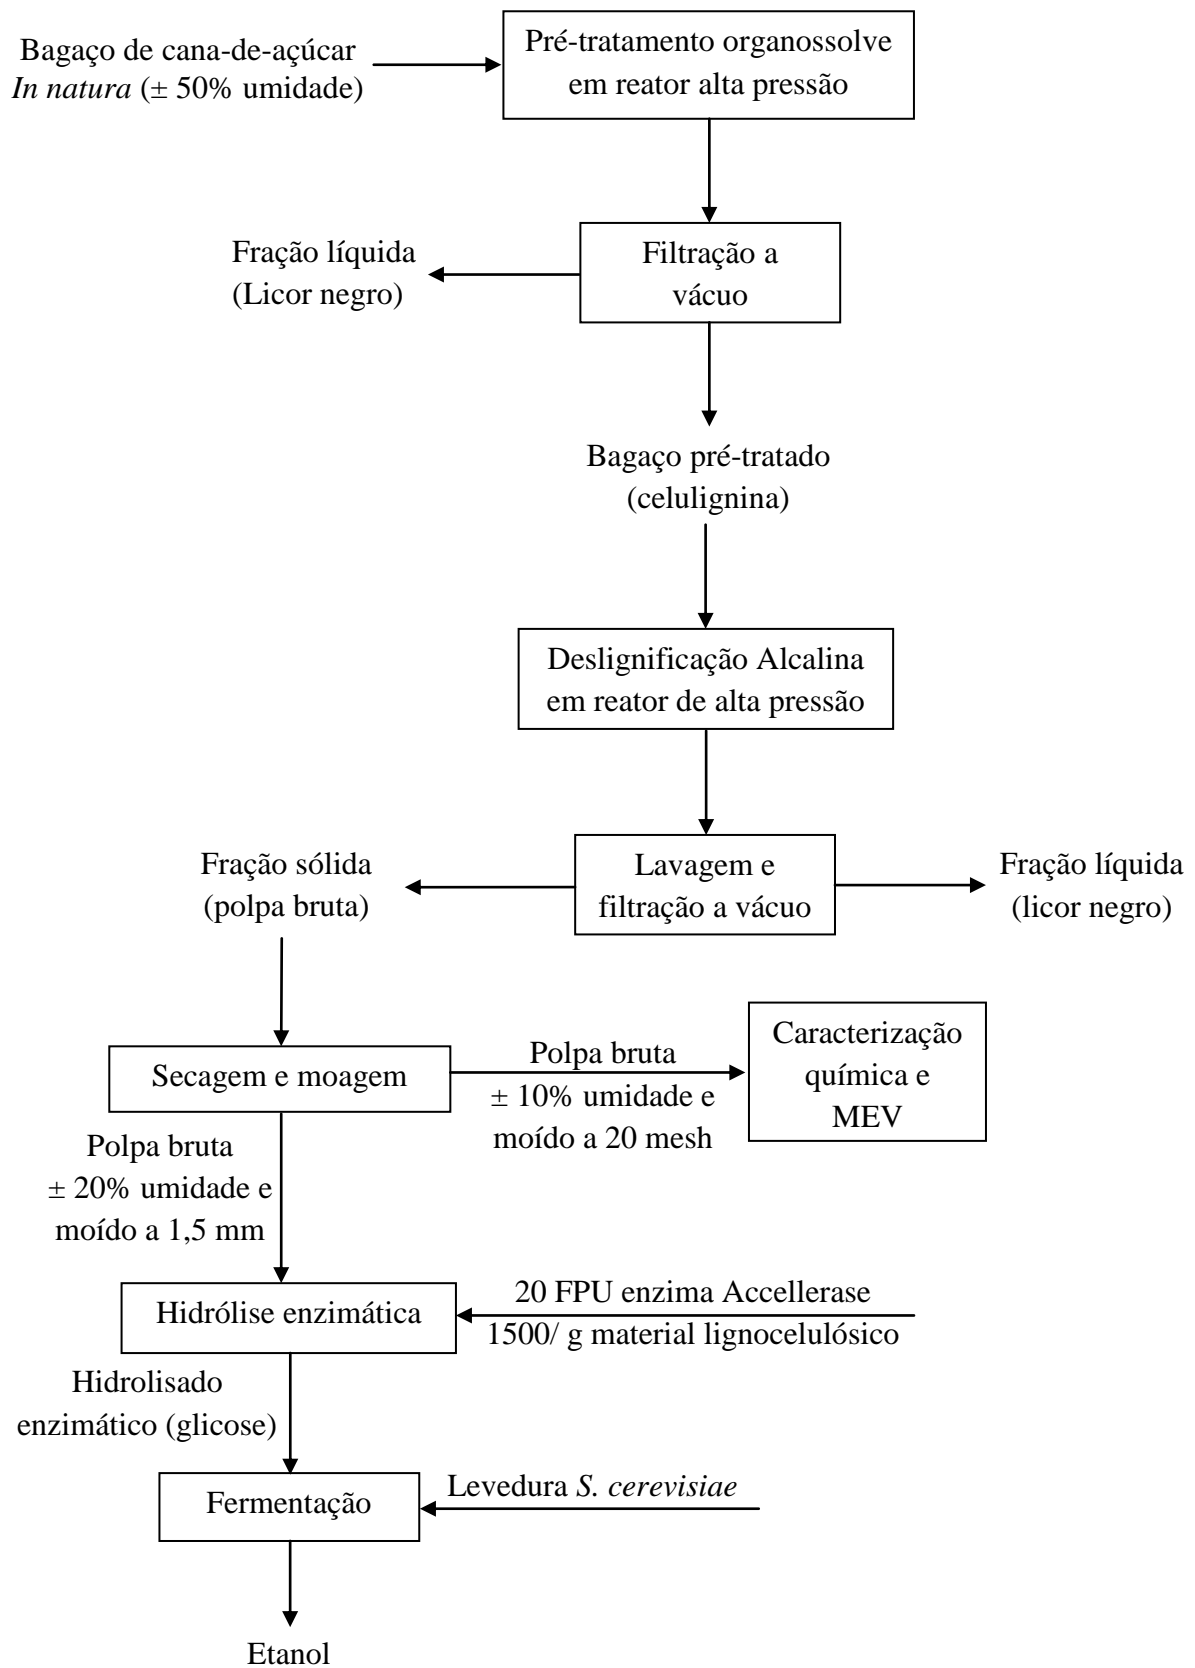 Bagaço de cana-de-açúcar
In natura (± 50% umidade)
Pré-tratamento organossolve
em reator alta pressão
Fração líquida
(Licor negro)
Filtração a
vácuo
Bagaço pré-tratado
(celulignina)
Deslignificação Alcalina
em reator de alta pressão
Fração sólida
(polpa bruta)
Lavagem e
filtração a vácuo
Fração líquida
(licor negro)
Secagem e moagem
Polpa bruta
± 10% umidade e
moído a 20 mesh
Caracterização
química e
MEV
Polpa bruta
± 20% umidade e
moído a 1,5 mm
Hidrólise enzimática
20 FPU enzima Accellerase
1500/ g material lignocelulósico
Hidrolisado
enzimático (glicose)
Fermentação
Levedura S. cerevisiae
Etanol